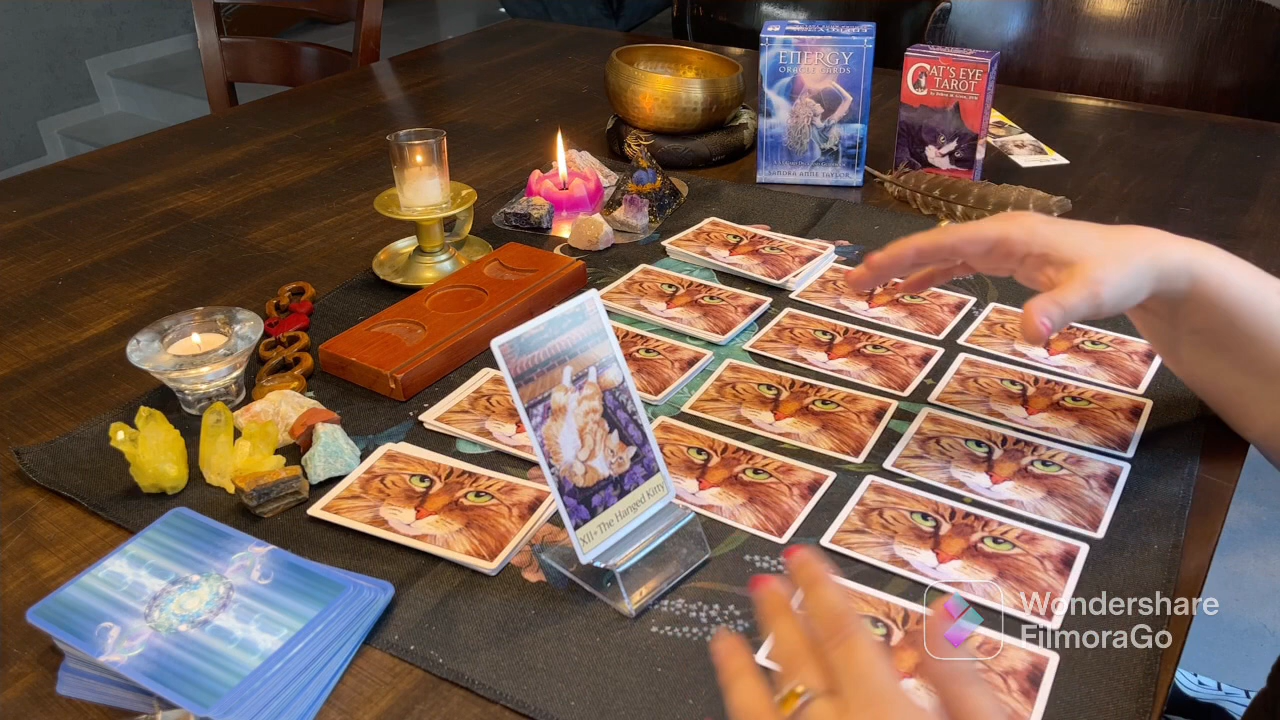 ENERGY
ORACLE CARDS
SANDRA ANNE TAYLOR
CAT'S EYE
TAROT
XII • The Hanged Kitty
Wondershare
FilmoraGo